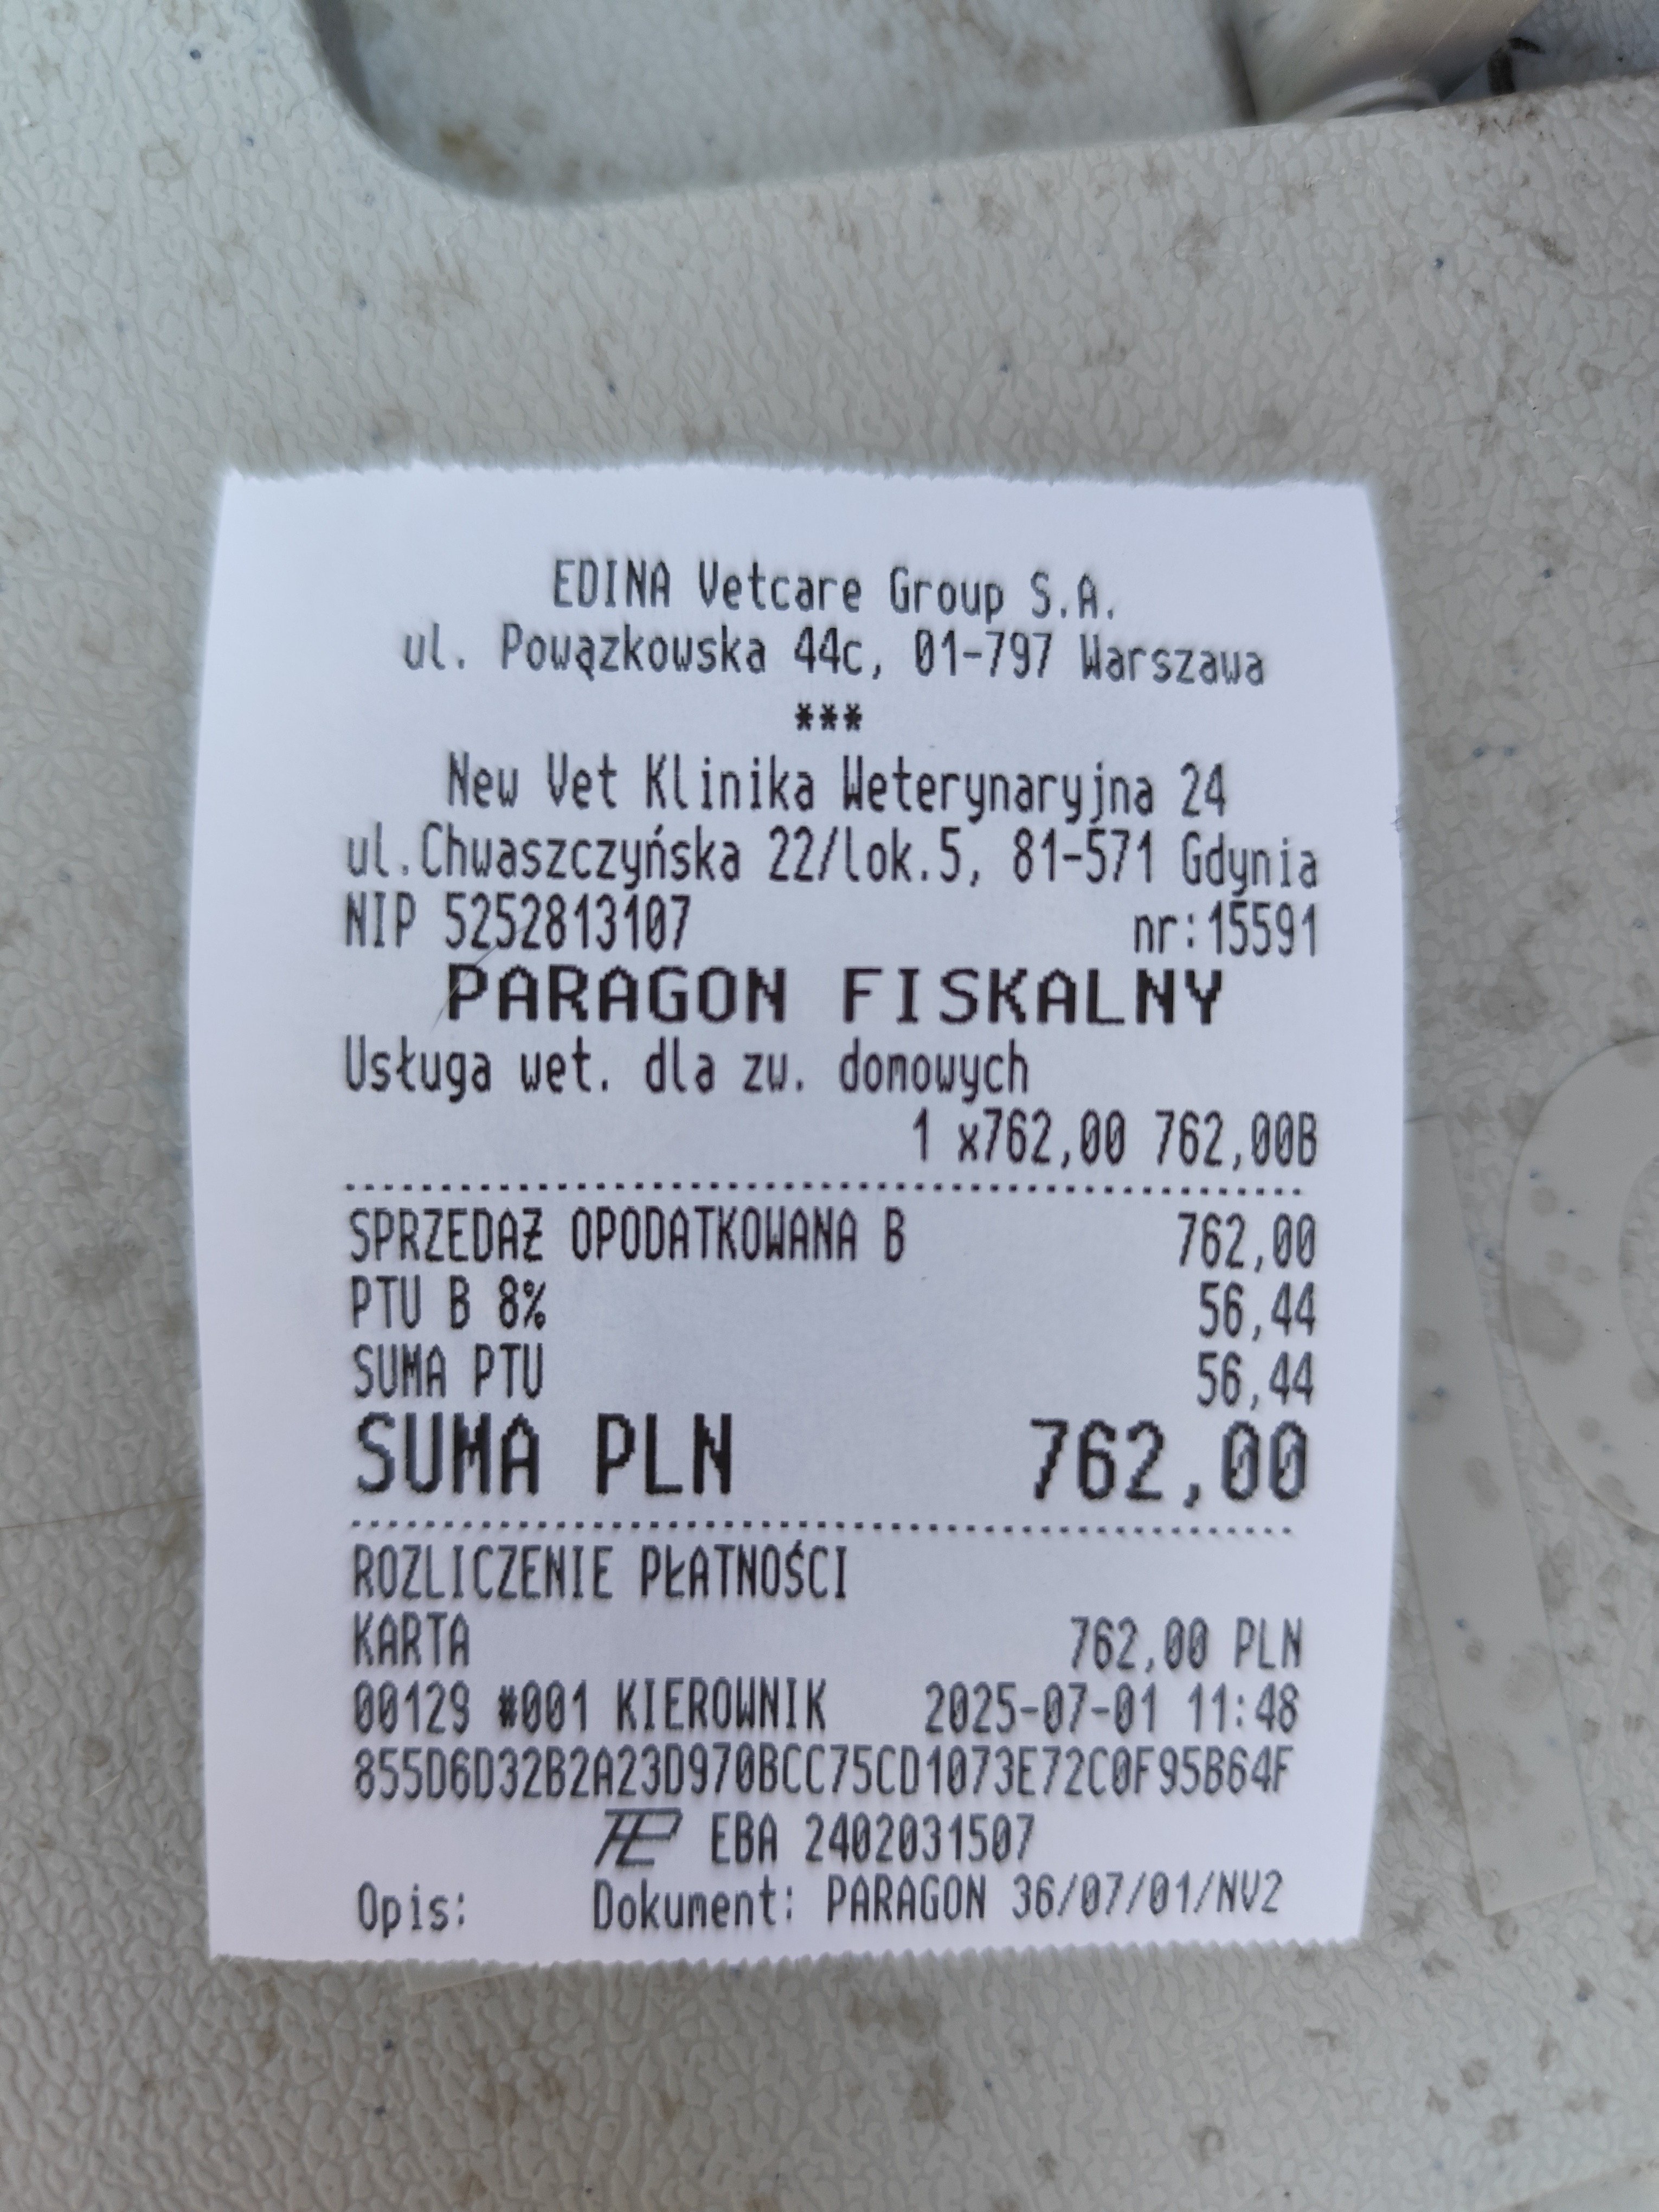 EDINA Vetcare Group S.A.
ul. Powązkowska 44c, 01-797 Warszawa
***
New Vet Klinika Weterynaryjna 24
ul.Chwaszczyńska 22/lok.5, 81-571 Gdynia
NIP 5252813107 nr:15591
PARAGON FISKALNY
Usługa wet. dla zw. domowych
1 x762,00 762,00B
SPRZEDAŻ OPODATKOWANA B 762,00
PTU B 8% 56,44
SUMA PTU 56,44
SUMA PLN 762,00
ROZLICZENIE PŁATNOŚCI
KARTA 762,00 PLN
00129 #001 KIEROWNIK 2025-07-01 11:48
855D6D32B2A23D970BCC75CD1073E72C0F95B64F
EBA 2402031507
Opis: Dokument: PARAGON 36/07/01/NV2